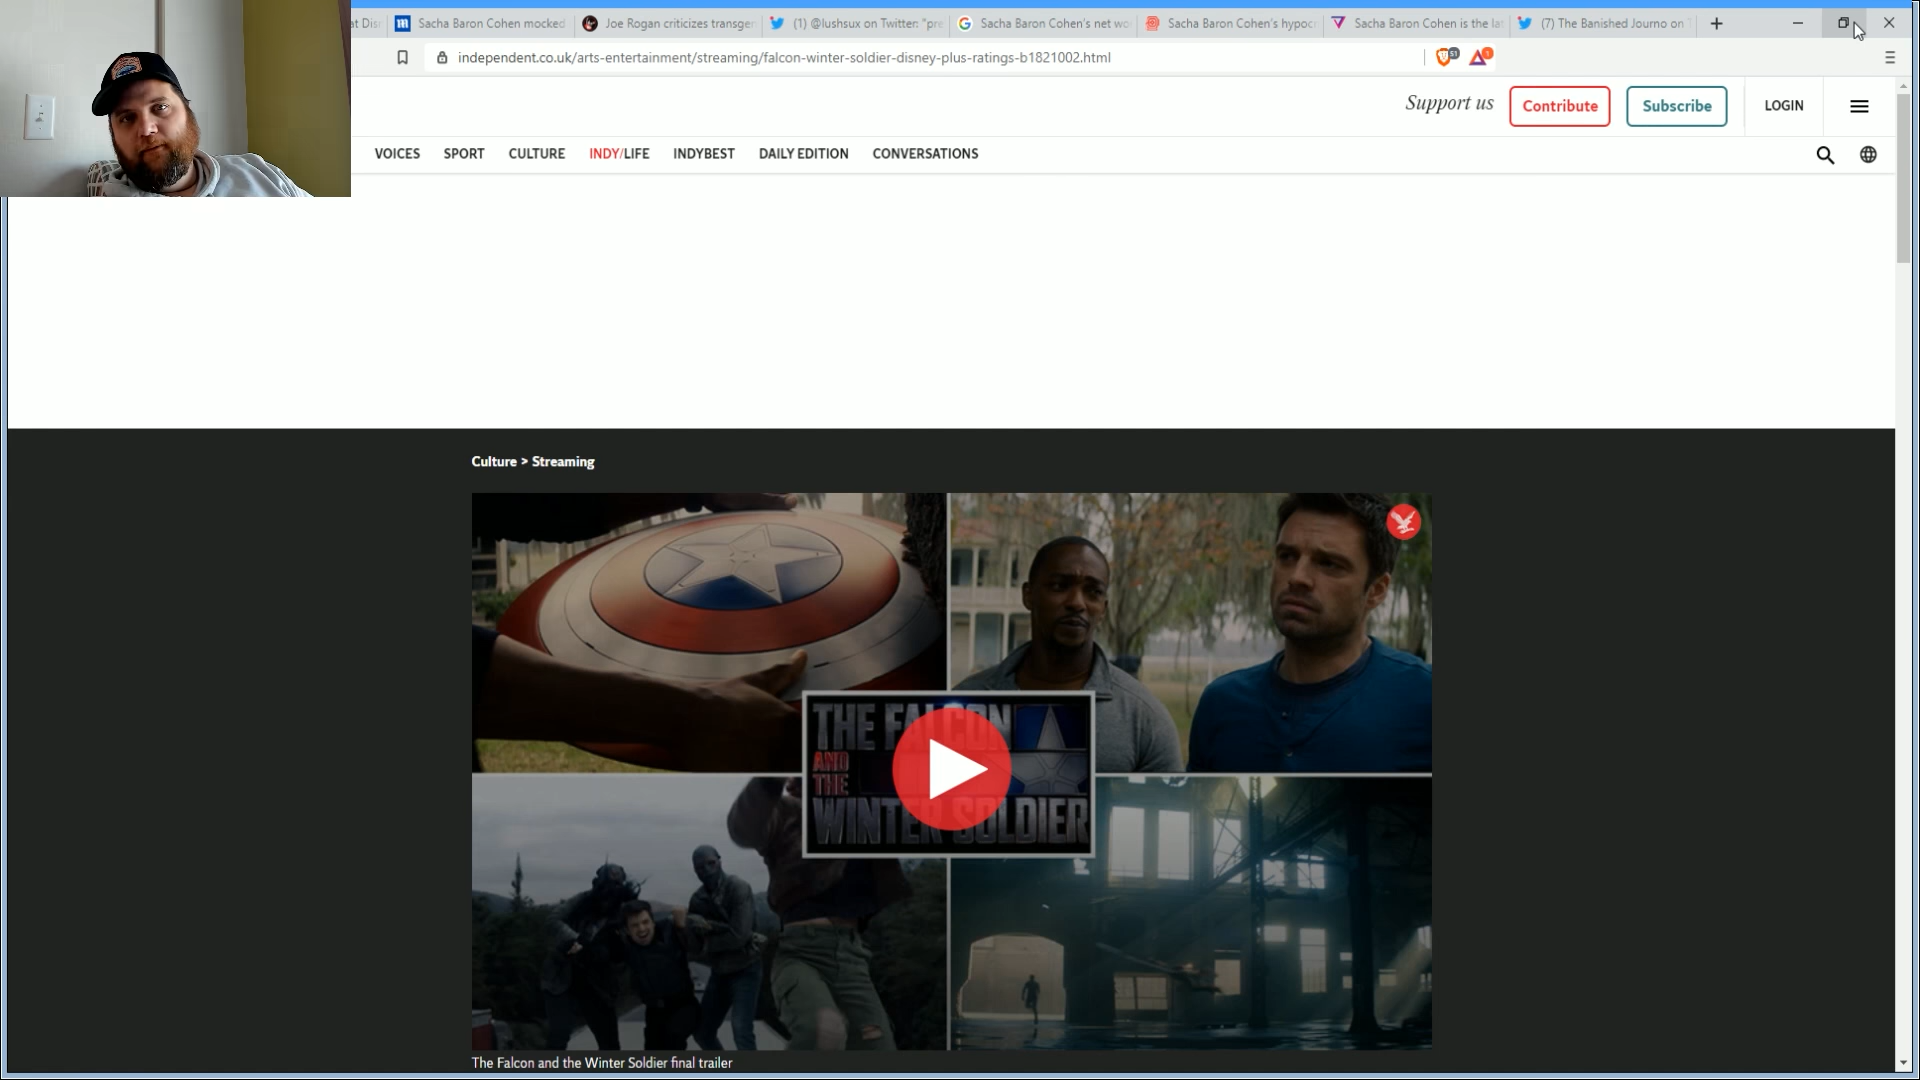 at Dis
Sacha Baron Cohen mocked
Joe Rogan criticizes transger
(1) @lushsux on Twitter: "pre
Sacha Baron Cohen's net wo
Sacha Baron Cohen's hypoc
Sacha Baron Cohen is the la
(7) The Banished Journo on T
independent.co.uk/arts-entertainment/streaming/falcon-winter-soldier-disney-plus-ratings-b1821002.html
Support us
Contribute
Subscribe
LOGIN
VOICES SPORT CULTURE INDY/LIFE INDYBEST DAILY EDITION CONVERSATIONS
Culture > Streaming
THE FALCON
AND
THE
WINTER SOLDIER
The Falcon and the Winter Soldier final trailer